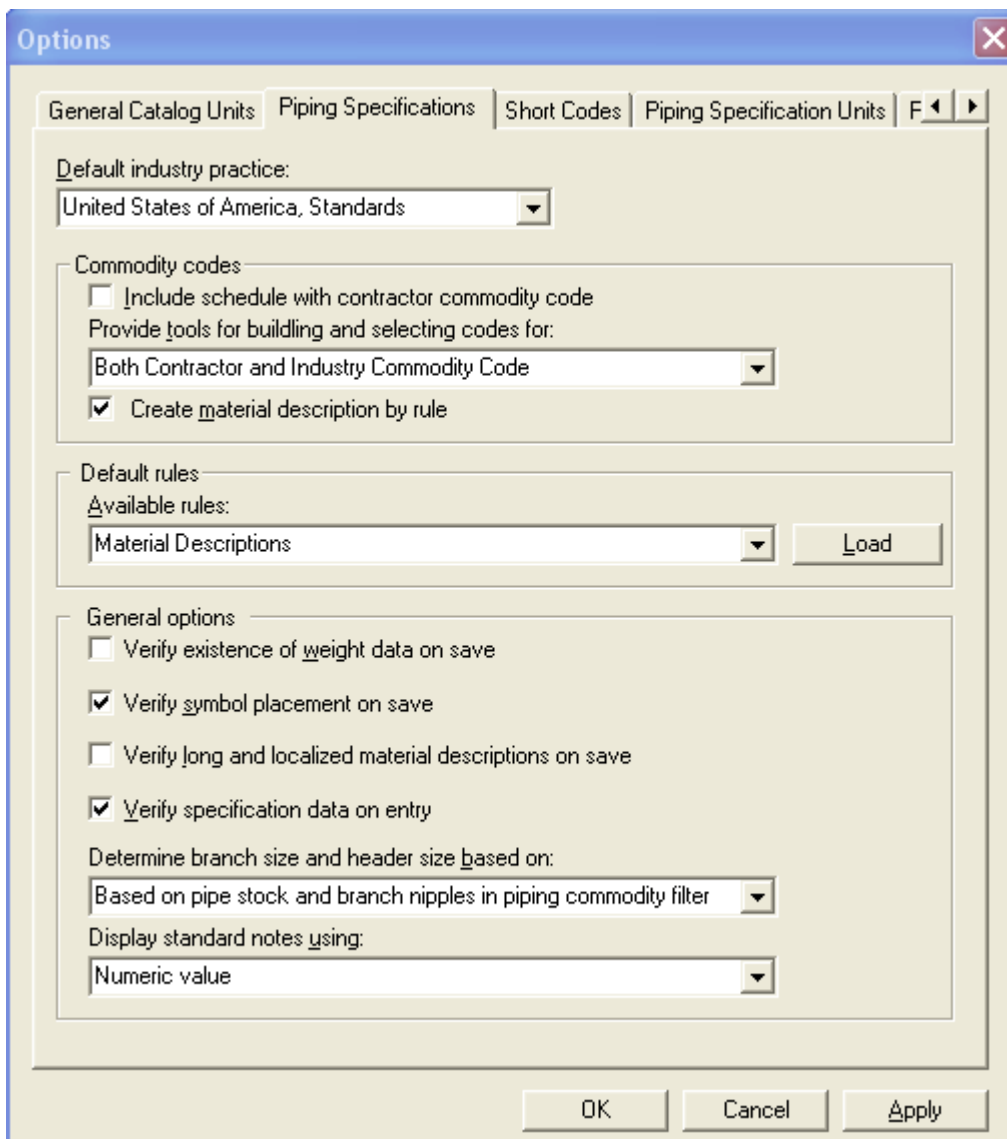 Options
General Catalog Units Piping Specifications Short Codes Piping Specification Units F
Default industry practice:
United States of America, Standards
Commodity codes
Include schedule with contractor commodity code
Provide tools for buildling and selecting codes for:
Both Contractor and Industry Commodity Code
Create material description by rule
Default rules
Available rules:
Material Descriptions
Load
General options
Verify existence of weight data on save
Verify symbol placement on save
Verify long and localized material descriptions on save
Verify specification data on entry
Determine branch size and header size based on:
Based on pipe stock and branch nipples in piping commodity filter
Display standard notes using:
Numeric value
OK Cancel Apply